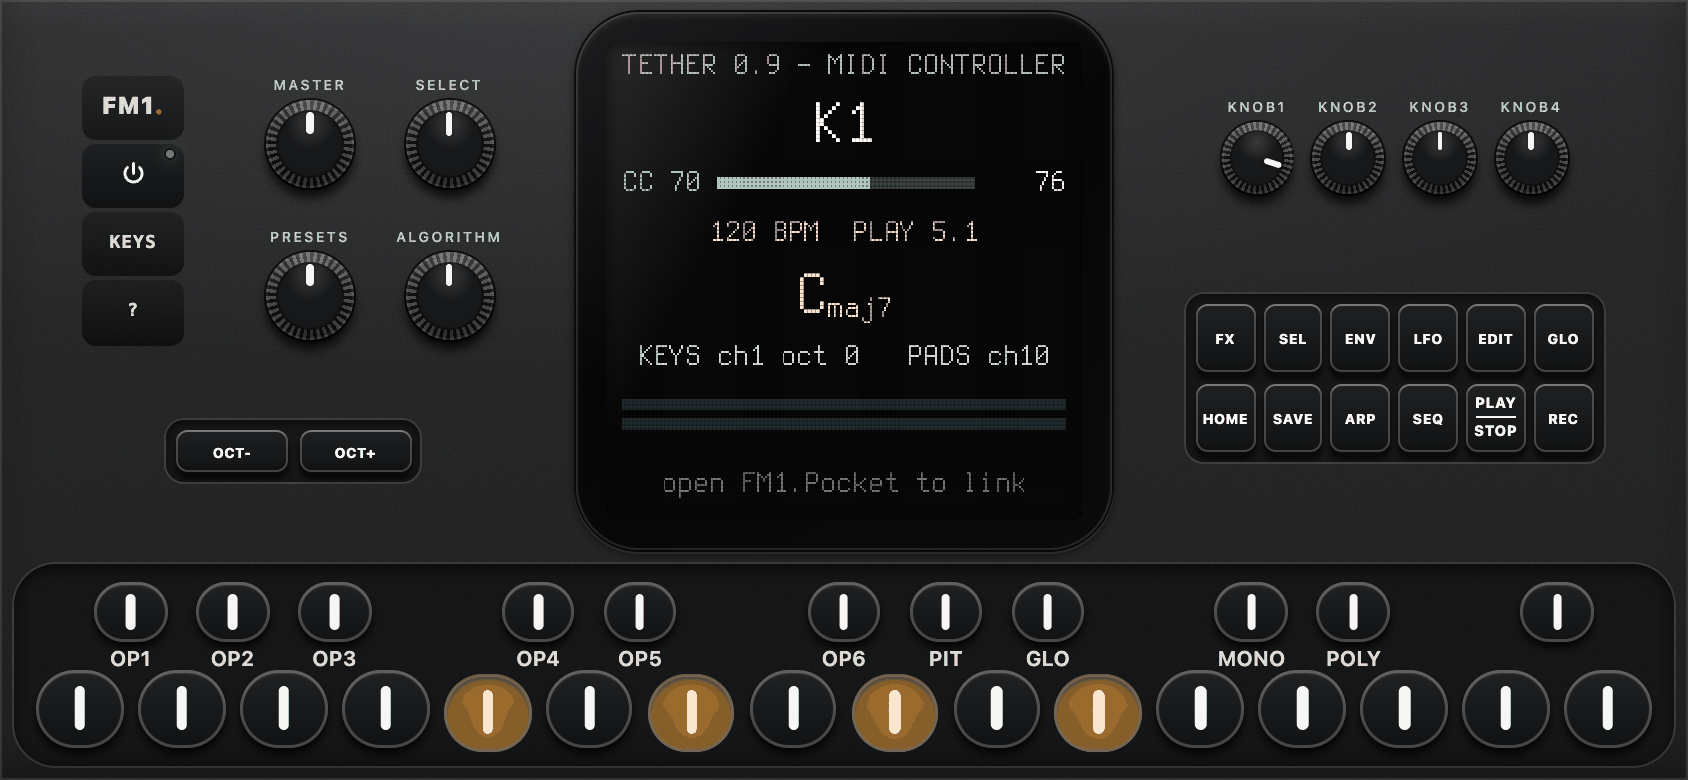 FM1.
KEYS
?
MASTER
SELECT
PRESETS
ALGORITHM
OCT-
OCT+
TETHER 0.9 - MIDI CONTROLLER
K1
CC 70
76
120 BPM PLAY 5.1
Cmaj7
KEYS ch1 oct 0 PADS ch10
open FM1.Pocket to link
KNOB1
KNOB2
KNOB3
KNOB4
FX
SEL
ENV
LFO
EDIT
GLO
HOME
SAVE
ARP
SEQ
PLAY
STOP
REC
OP1
OP2
OP3
OP4
OP5
OP6
PIT
GLO
MONO
POLY